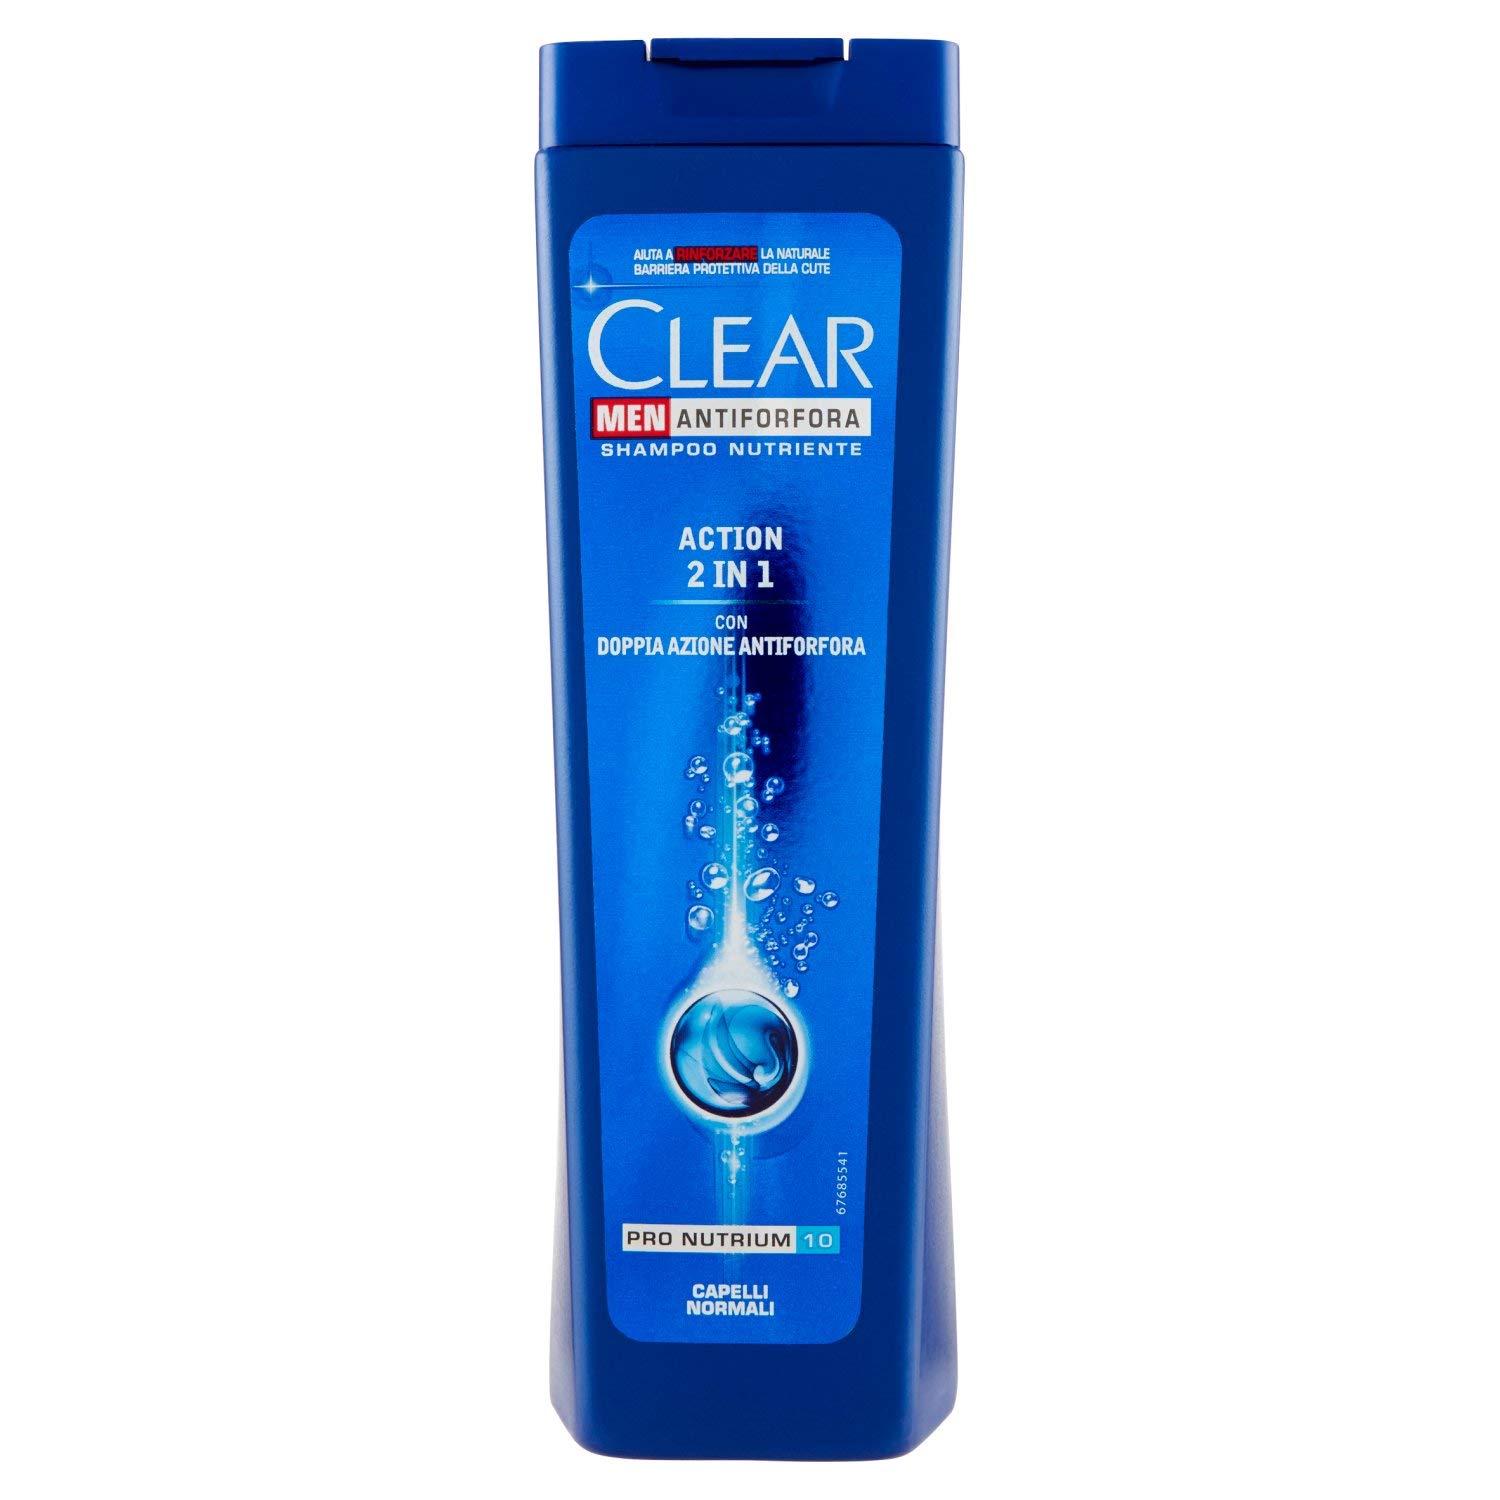 AIUTA A RINFORZARE LA NATURALE
BARRIERA PROTETTIVA DELLA CUTE
CLEAR
MEN ANTIFORFORA
SHAMPOO NUTRIENTE
ACTION
2 IN 1
CON
DOPPIA AZIONE ANTIFORFORA
67685541
PRO NUTRIUM 10
CAPELLI
NORMALI